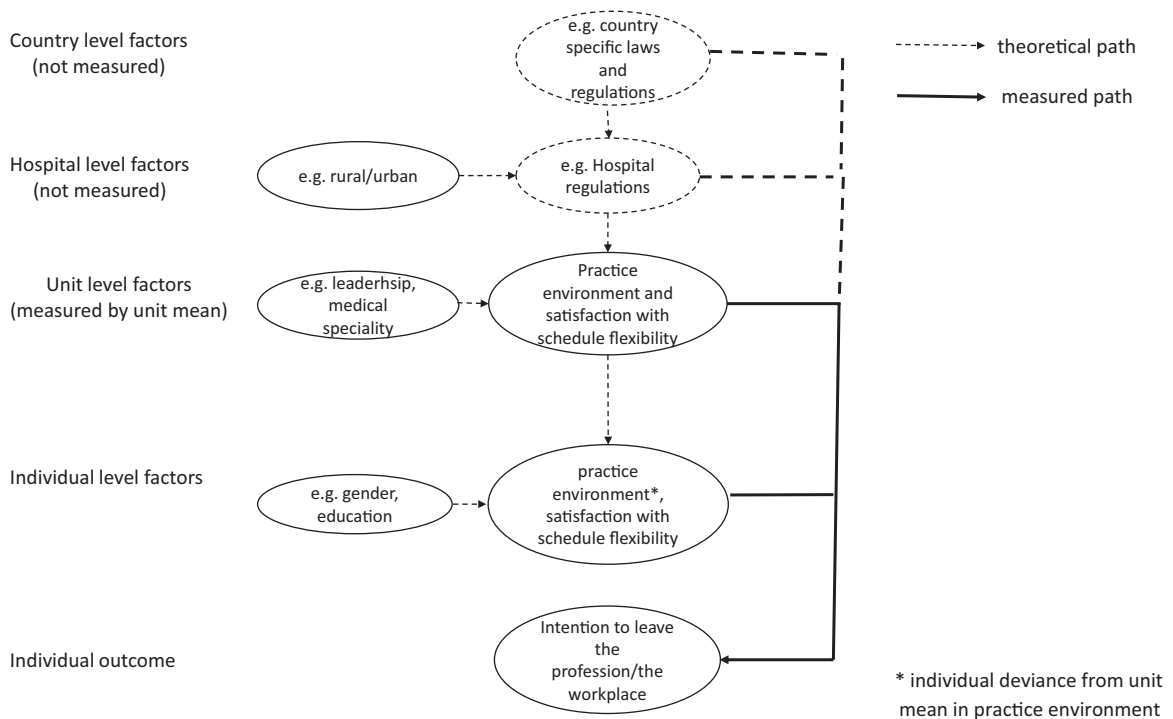 Country level factors
(not measured)
e.g. country
specific laws
and
regulations
theoretical path
measured path
Hospital level factors
(not measured)
e.g. rural/urban
e.g. Hospital
regulations
Unit level factors
(measured by unit mean)
e.g. leaderhsip,
medical
speciality
Practice
environment and
satisfaction with
schedule flexibility
Individual level factors
e.g. gender,
education
practice
environment*,
satisfaction with
schedule flexibility
Individual outcome
Intention to leave
the
profession/the
workplace
* individual deviance from unit
mean in practice environment